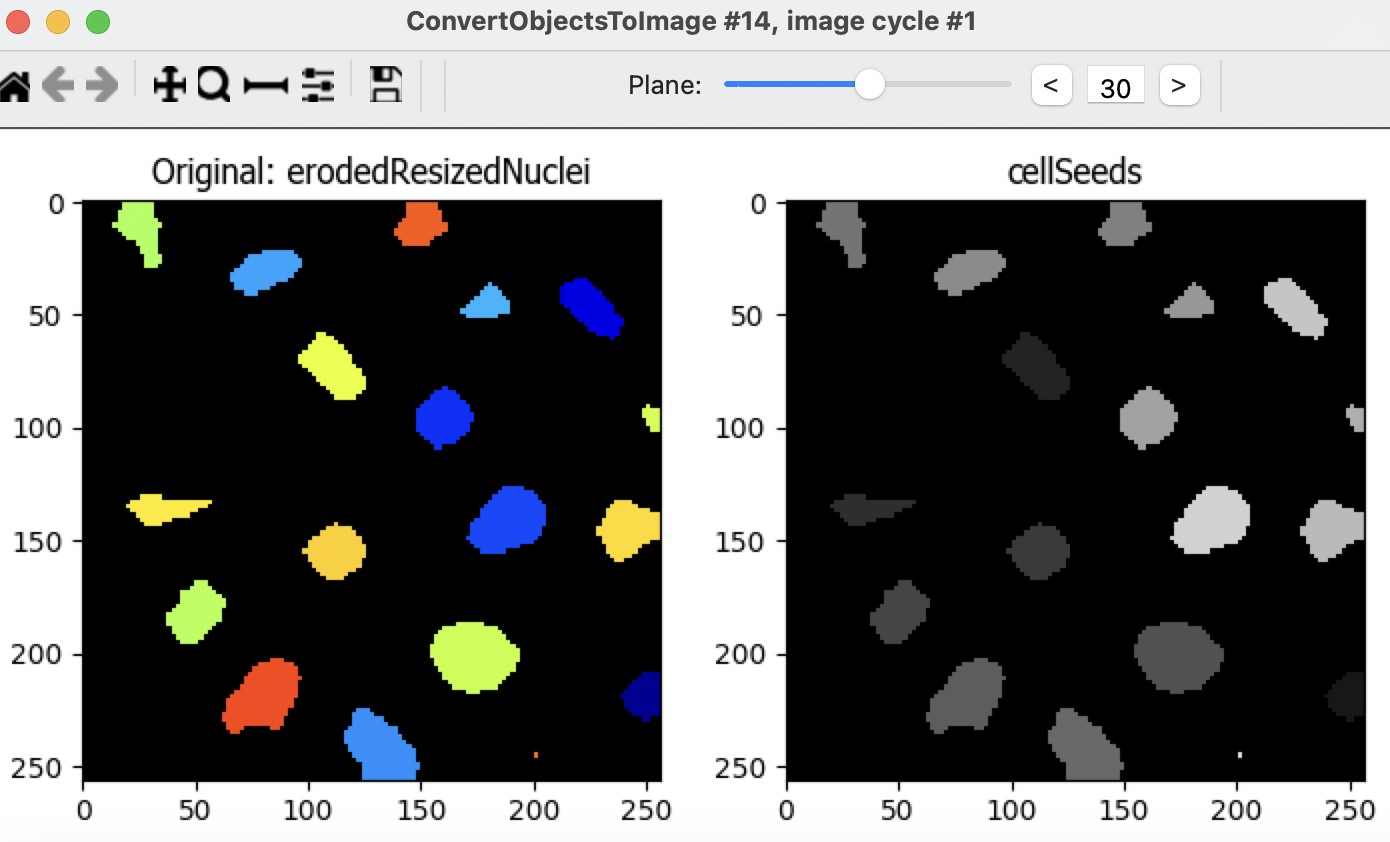 ConvertObjectsToImage #14, image cycle #1
Plane: < 30 >
Original: erodedResizedNuclei
0
50
100
150
200
250
0 50 100 150 200 250
cellSeeds
0
50
100
150
200
250
0 50 100 150 200 250